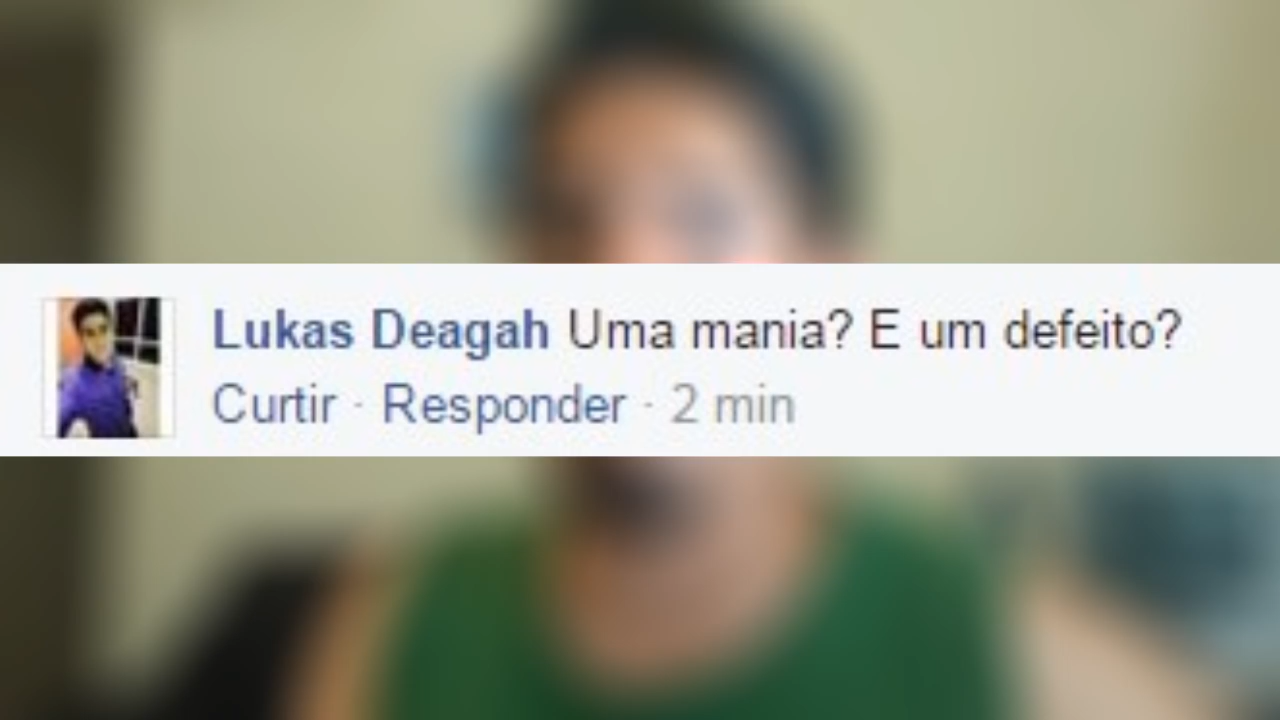 Lukas Deagah Uma mania? E um defeito?
Curtir · Responder · 2 min